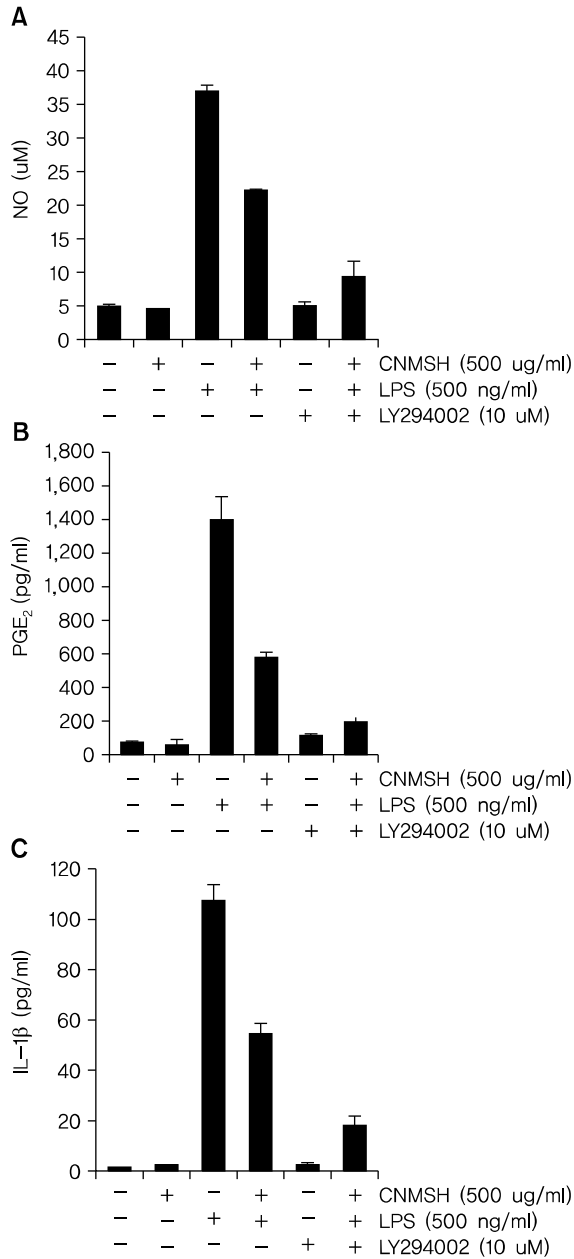 A
NO (uM)
45
40
35
30
25
20
15
10
5
0
− + − + − + CNMSH (500 ug/ml)
− − + + − + LPS (500 ng/ml)
− − − − + + LY294002 (10 uM)
B
PGE₂ (pg/ml)
1,800
1,600
1,400
1,200
1,000
800
600
400
200
0
− + − + − + CNMSH (500 ug/ml)
− − + + − + LPS (500 ng/ml)
− − − − + + LY294002 (10 uM)
C
IL−1β (pg/ml)
120
100
80
60
40
20
0
− + − + − + CNMSH (500 ug/ml)
− − + + − + LPS (500 ng/ml)
− − − − + + LY294002 (10 uM)